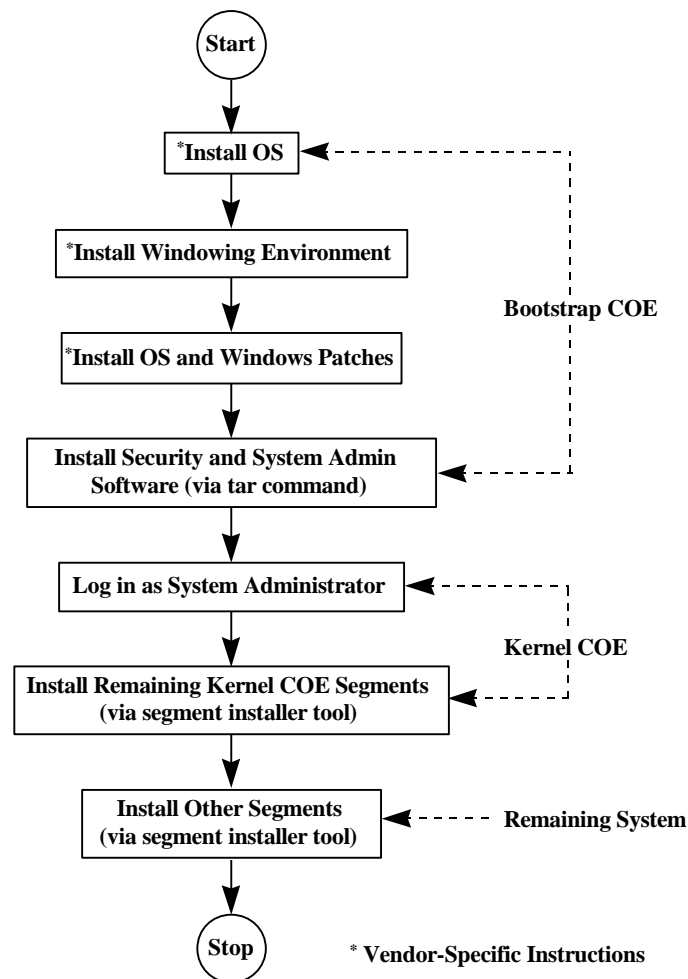 Start
*Install OS
*Install Windowing Environment
Bootstrap COE
*Install OS and Windows Patches
Install Security and System Admin
Software (via tar command)
Log in as System Administrator
Kernel COE
Install Remaining Kernel COE Segments
(via segment installer tool)
Install Other Segments
(via segment installer tool)
Remaining System
Stop
* Vendor-Specific Instructions